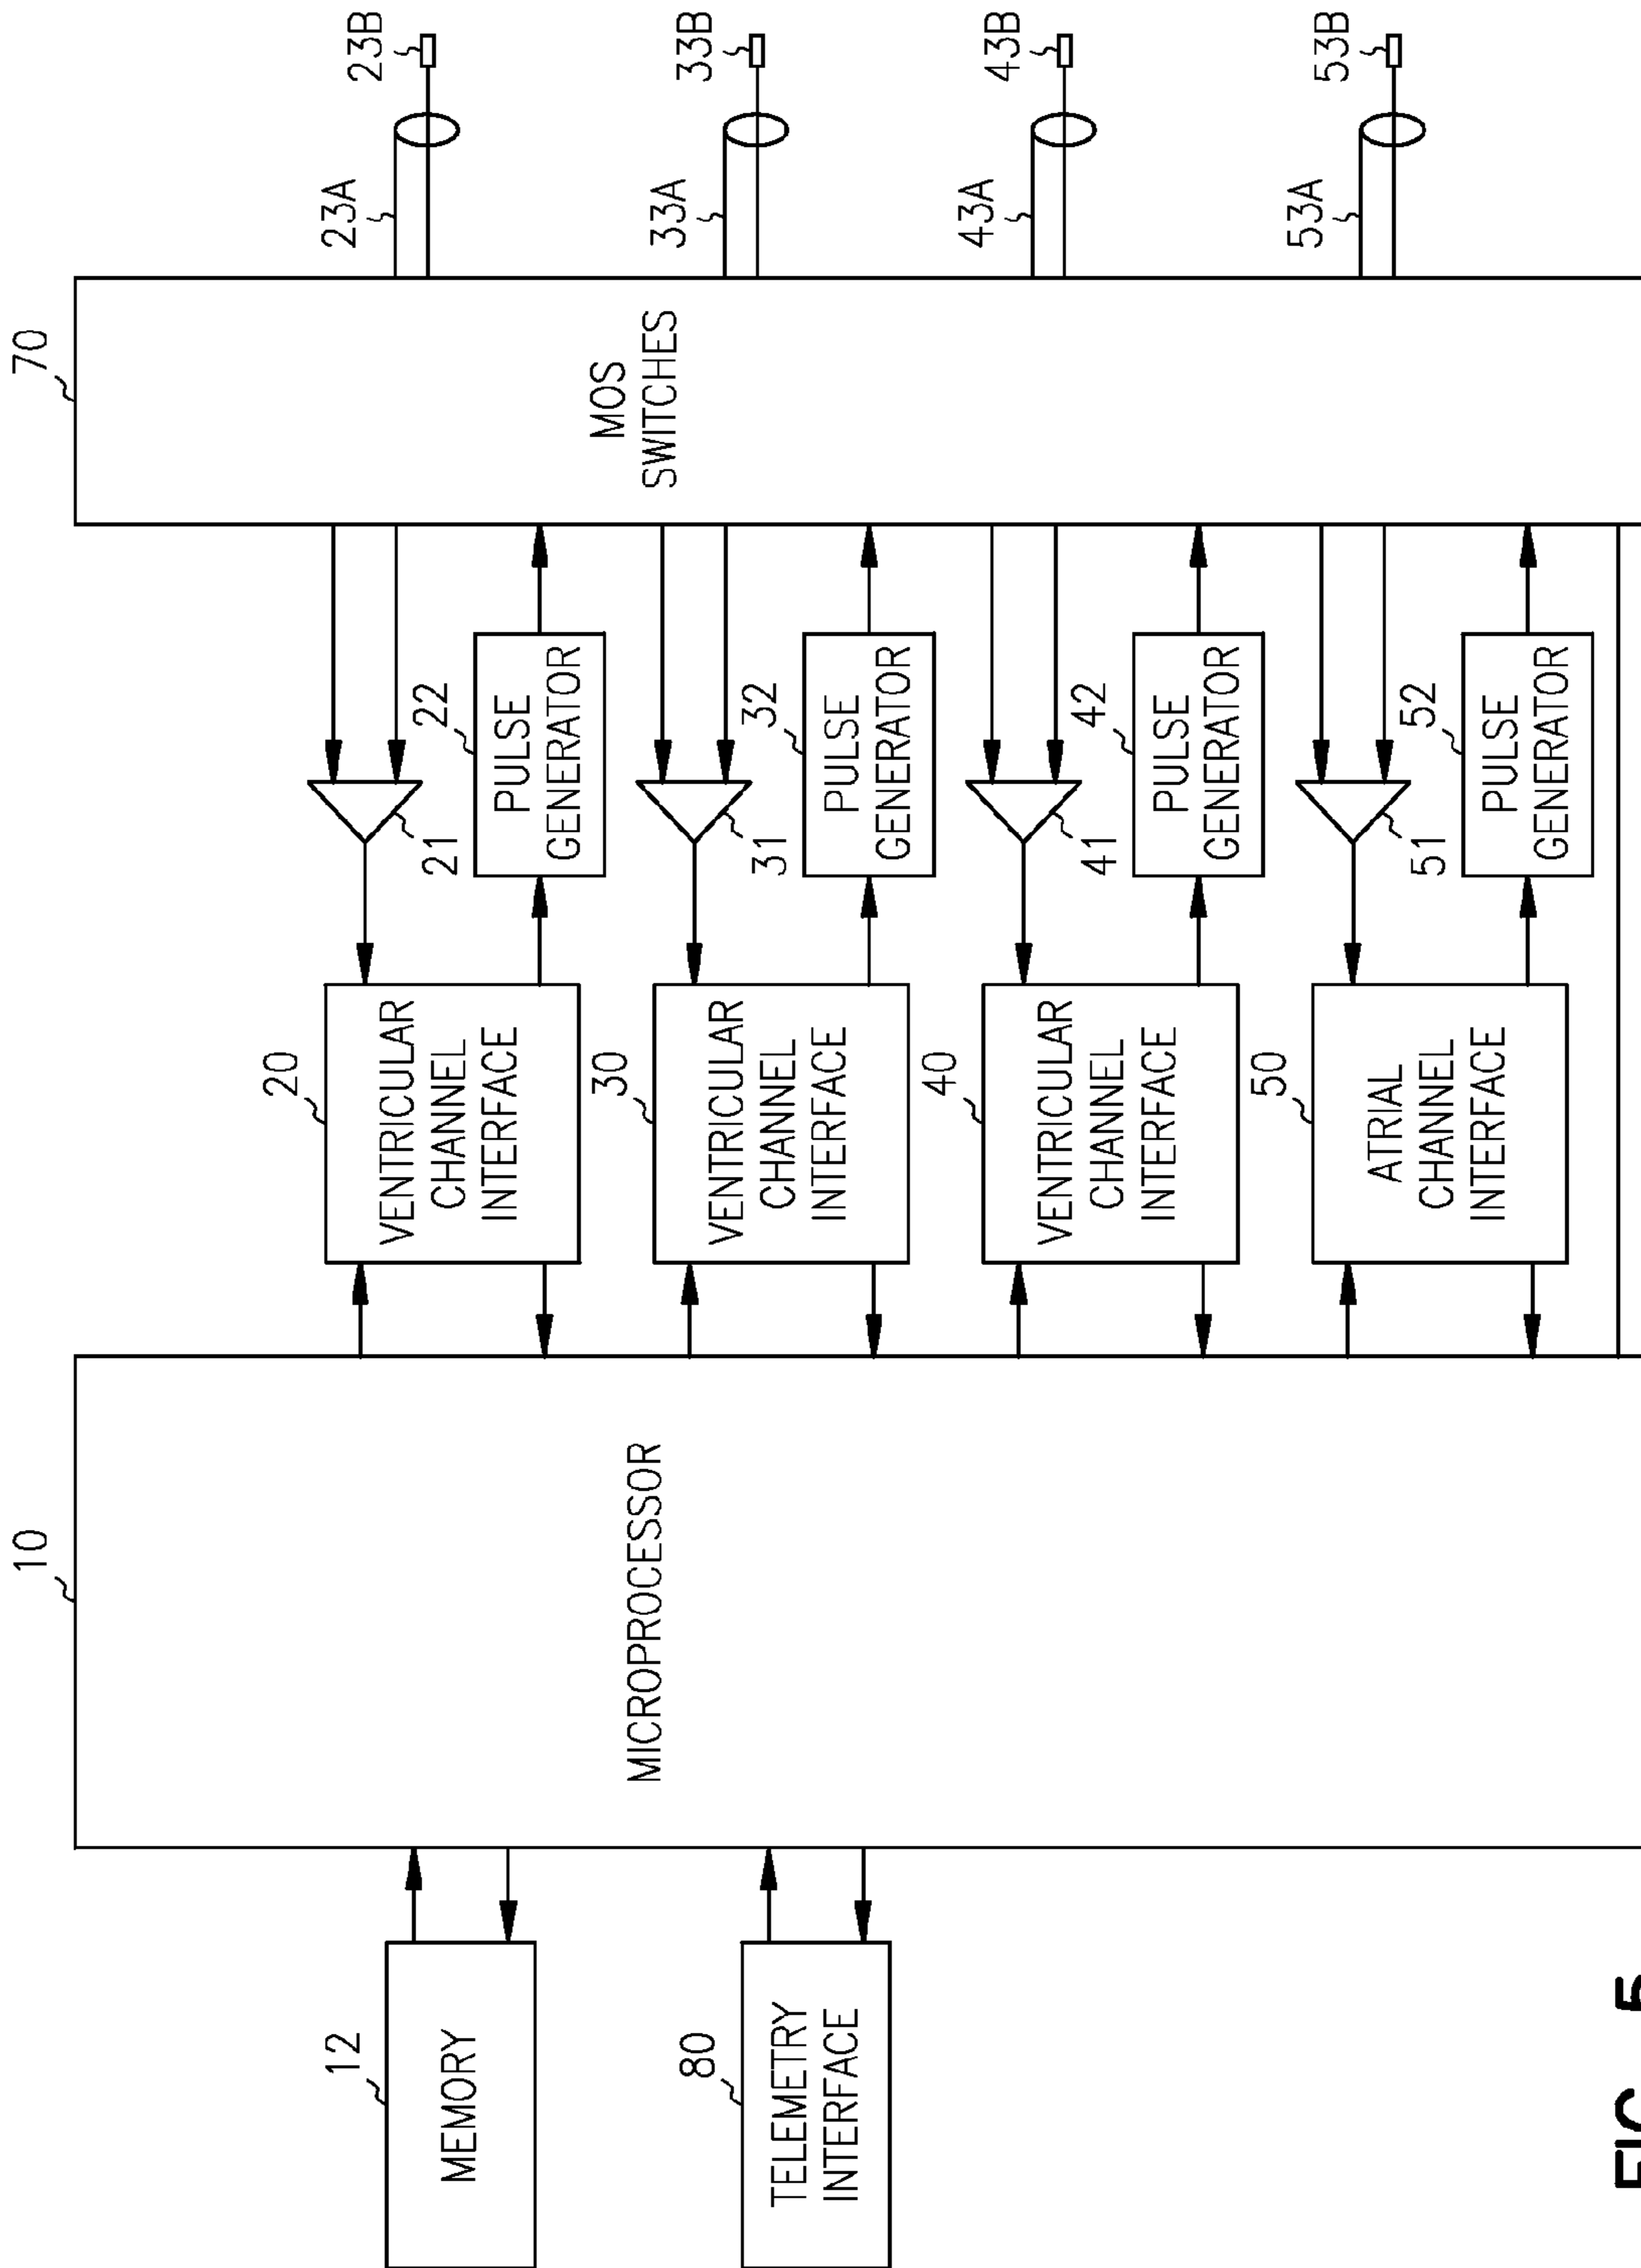 10
70
MICROPROCESSOR
MOS
SWITCHES
12
MEMORY
80
TELEMETRY
INTERFACE
20
VENTRICULAR
CHANNEL
INTERFACE
21
22
PULSE
GENERATOR
23A
23B
30
VENTRICULAR
CHANNEL
INTERFACE
31
32
PULSE
GENERATOR
33A
33B
40
VENTRICULAR
CHANNEL
INTERFACE
41
42
PULSE
GENERATOR
43A
43B
50
ATRIAL
CHANNEL
INTERFACE
51
52
PULSE
GENERATOR
53A
53B
FIG 5